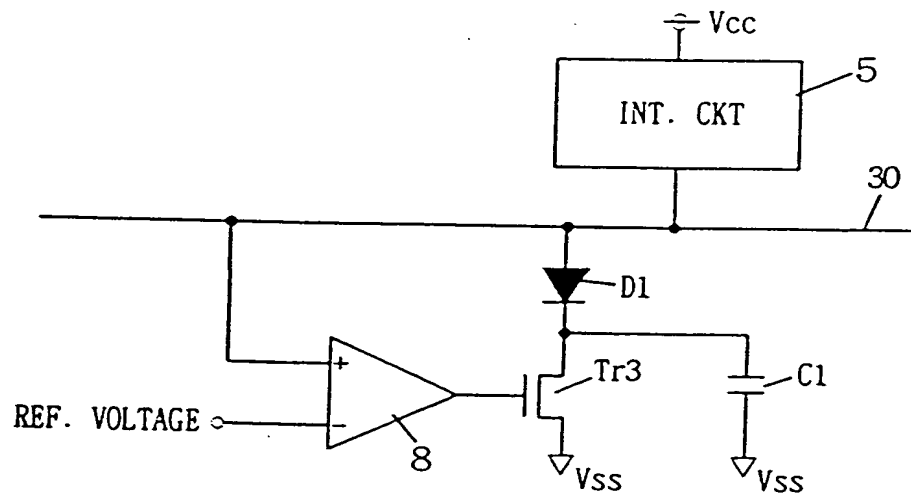 Vcc
5
INT. CKT
30
D1
+
Tr3
C1
REF. VOLTAGE
-
8
Vss
Vss